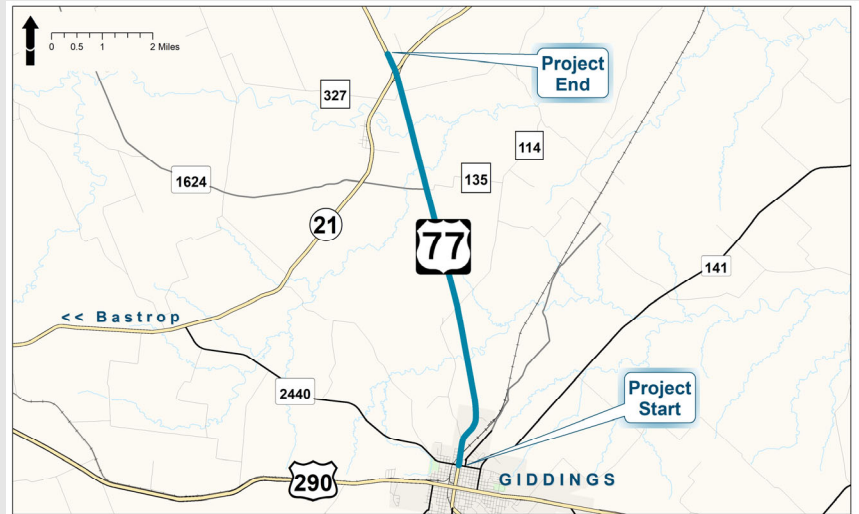 0 0.5 1 2 Miles
Project
End
327
114
1624
135
21
77
141
<< Bastrop
2440
Project
Start
290
GIDDINGS